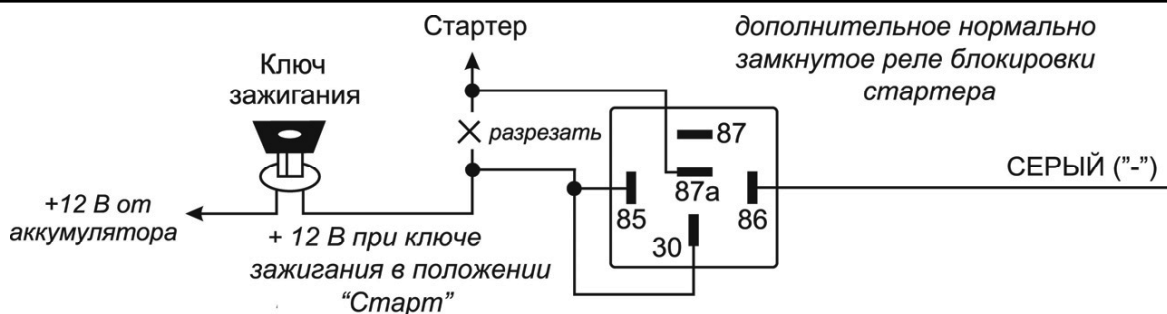 Стартер
дополнительное нормально
замкнутое реле блокировки
стартера
Ключ
зажигания
разрезать
87
87a
85
86
30
СЕРЫЙ ("-")
+12 В от
аккумулятора
+ 12 В при ключе
зажигания в положении
"Старт"